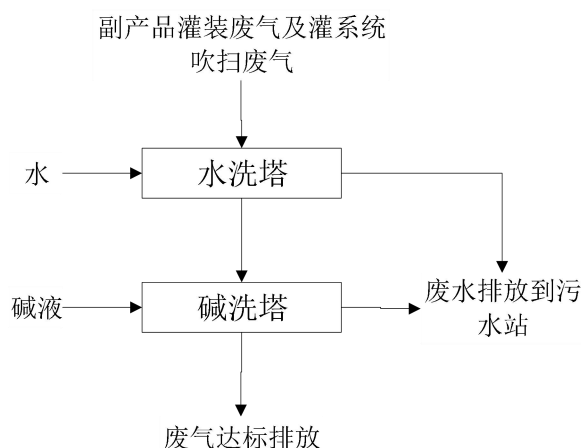 副产品灌装废气及灌系统
吹扫废气
水
水洗塔
碱液
碱洗塔
废水排放到污
水站
废气达标排放